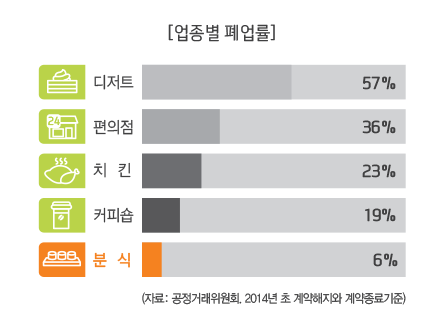 [업종별 폐업률]
디저트 57%
24 편의점 36%
치 킨 23%
커피숍 19%
분 식 6%
(자료: 공정거래위원회, 2014년 초 계약해지와 계약종료기준)